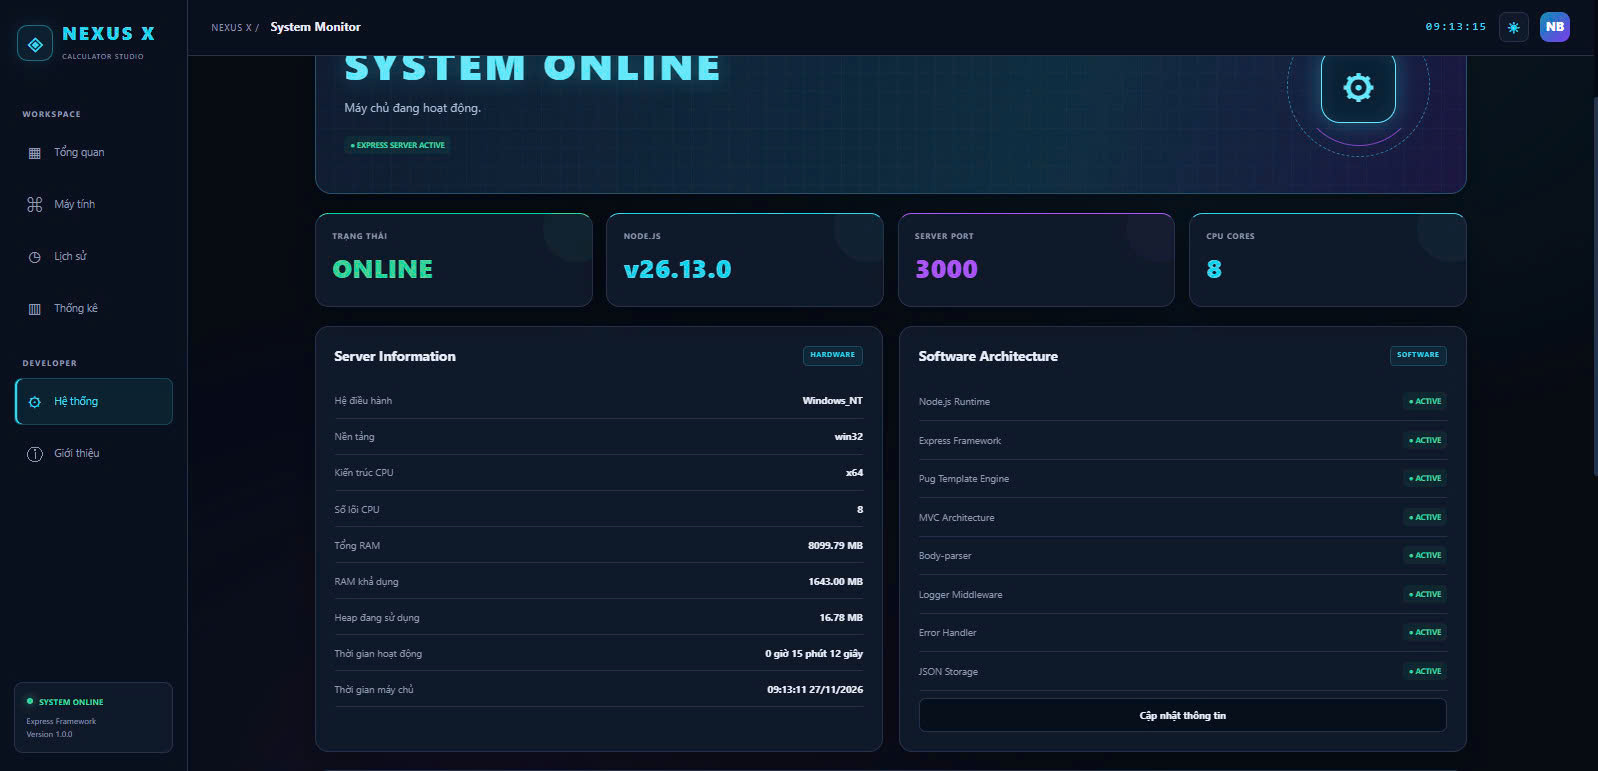 NEXUS X
CALCULATOR STUDIO
WORKSPACE
Tổng quan
Máy tính
Lịch sử
Thống kê
DEVELOPER
Hệ thống
Giới thiệu
SYSTEM ONLINE
Express Framework
Version 1.0.0
NEXUS X / System Monitor
09:13:15
NB
SYSTEM ONLINE
Máy chủ đang hoạt động.
EXPRESS SERVER ACTIVE
TRẠNG THÁI
ONLINE
NODE.JS
v26.13.0
SERVER PORT
3000
CPU CORES
8
Server Information
HARDWARE
Hệ điều hành Windows_NT
Nền tảng win32
Kiến trúc CPU x64
Số lõi CPU 8
Tổng RAM 8099.79 MB
RAM khả dụng 1643.00 MB
Heap đang sử dụng 16.78 MB
Thời gian hoạt động 0 giờ 15 phút 12 giây
Thời gian máy chủ 09:13:11 27/11/2026
Software Architecture
SOFTWARE
Node.js Runtime ACTIVE
Express Framework ACTIVE
Pug Template Engine ACTIVE
MVC Architecture ACTIVE
Body-parser ACTIVE
Logger Middleware ACTIVE
Error Handler ACTIVE
JSON Storage ACTIVE
Cập nhật thông tin